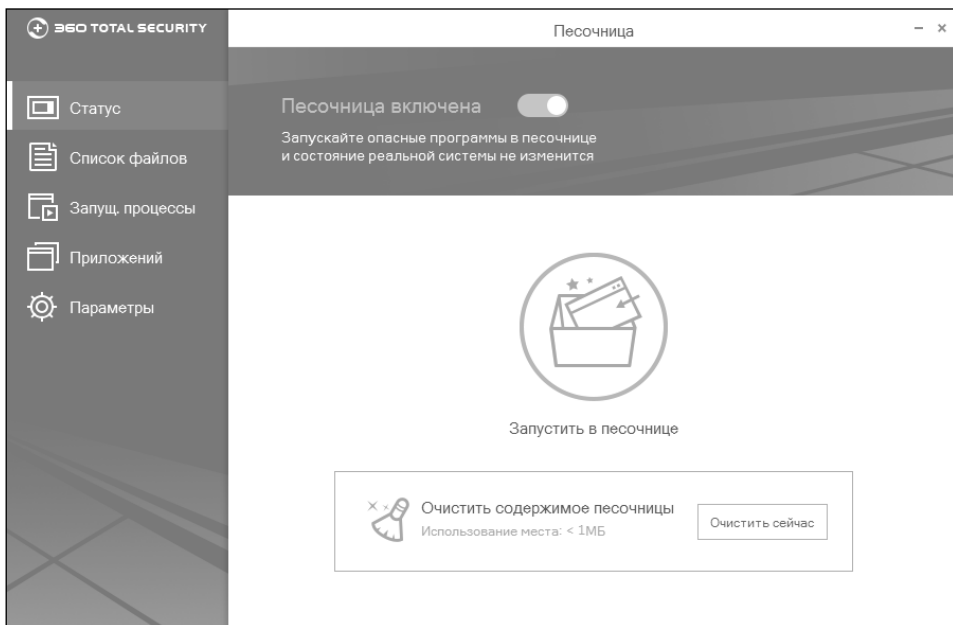 360 TOTAL SECURITY
Песочница
Статус
Список файлов
Запущ. процессы
Приложений
Параметры
Песочница включена
Запускайте опасные программы в песочнице
и состояние реальной системы не изменится
Запустить в песочнице
Очистить содержимое песочницы
Использование места: < 1МБ
Очистить сейчас